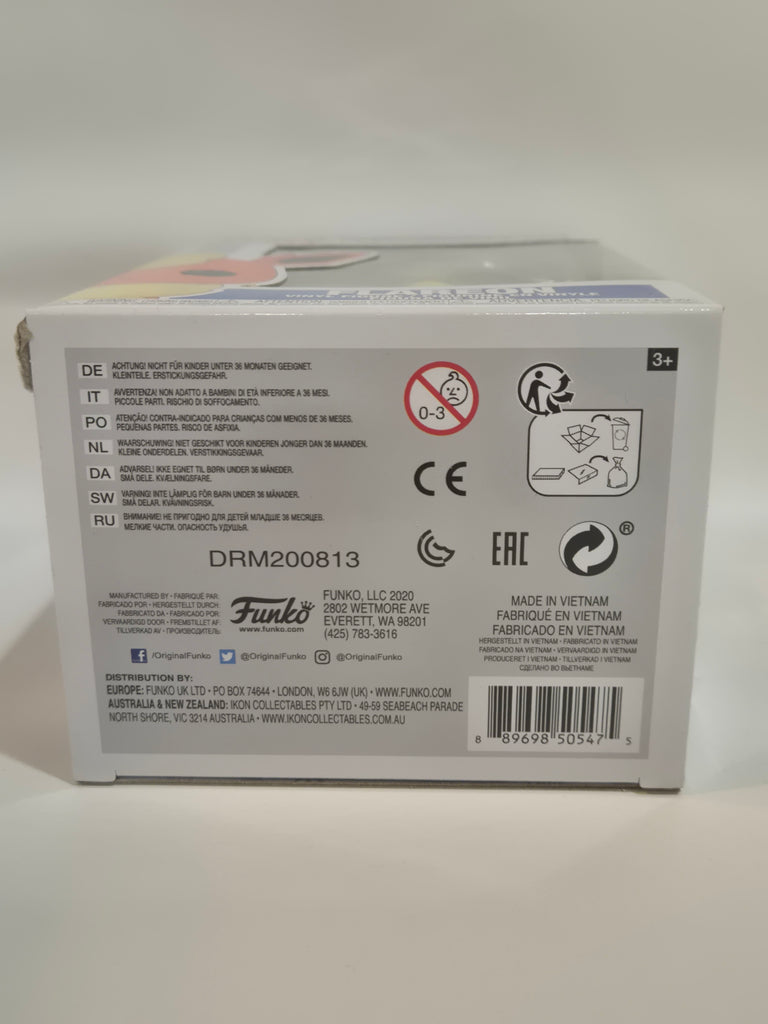 FLAREON
3+
DE ACHTUNG! NICHT FÜR KINDER UNTER 36 MONATEN GEEIGNET.
KLEINTEILE. ERSTICKUNGSGEFAHR.
IT AVVERTENZA! NON ADATTO A BAMBINI DI ETÀ INFERIORE A 36 MESI.
PICCOLE PARTI. RISCHIO DI SOFFOCAMENTO.
PO ATENÇÃO! CONTRA-INDICADO PARA CRIANÇAS COM MENOS DE 36 MESES.
PEQUENAS PARTES. RISCO DE ASFIXIA.
NL WAARSCHUWING! NIET GESCHIKT VOOR KINDEREN JONGER DAN 36 MAANDEN.
KLEINE ONDERDELEN. VERSTIKKINGSGEVAAR.
DA ADVARSEL! IKKE EGNET TIL BØRN UNDER 36 MÅNEDER.
SMÅ DELE. KVÆLNINGSFARE.
SW VARNING! INTE LÄMPLIG FÖR BARN UNDER 36 MÅNADER.
SMÅ DELAR. KVÄVNINGSRISK.
RU ВНИМАНИЕ! НЕ ПРИГОДНО ДЛЯ ДЕТЕЙ МЛАДШЕ 36 МЕСЯЦЕВ.
МЕЛКИЕ ЧАСТИ. ОПАСНОСТЬ УДУШЬЯ.
0-3
CE
EAC
®
DRM200813
MANUFACTURED BY • FABRIQUÉ PAR:
FABRICADO POR • HERGESTELLT DURCH:
FABBRICATO DA • FABRICADO POR:
VERVAARDIGD DOOR • FREMSTILLET AF:
TILLVERKAD AV • ПРОИЗВОДИТЕЛЬ:
Funko
www.funko.com
FUNKO, LLC 2020
2802 WETMORE AVE
EVERETT, WA 98201
(425) 783-3616
/OriginalFunko @OriginalFunko @OriginalFunko
MADE IN VIETNAM
FABRIQUÉ EN VIETNAM
FABRICADO EN VIETNAM
HERGESTELLT IN VIETNAM • FABBRICATO IN VIETNAM
FABRICADO NA VIETNAM • VERVAARDIGD IN VIETNAM
PRODUCERET I VIETNAM • TILLVERKAD I VIETNAM
СДЕЛАНО ВО ВЬЕТНАМЕ
DISTRIBUTION BY:
EUROPE: FUNKO UK LTD • PO BOX 74644 • LONDON, W6 6JW (UK) • WWW.FUNKO.COM
AUSTRALIA & NEW ZEALAND: IKON COLLECTABLES PTY LTD • 49-59 SEABEACH PARADE
NORTH SHORE, VIC 3214 AUSTRALIA • WWW.IKONCOLLECTABLES.COM.AU
8 89698 50547 5